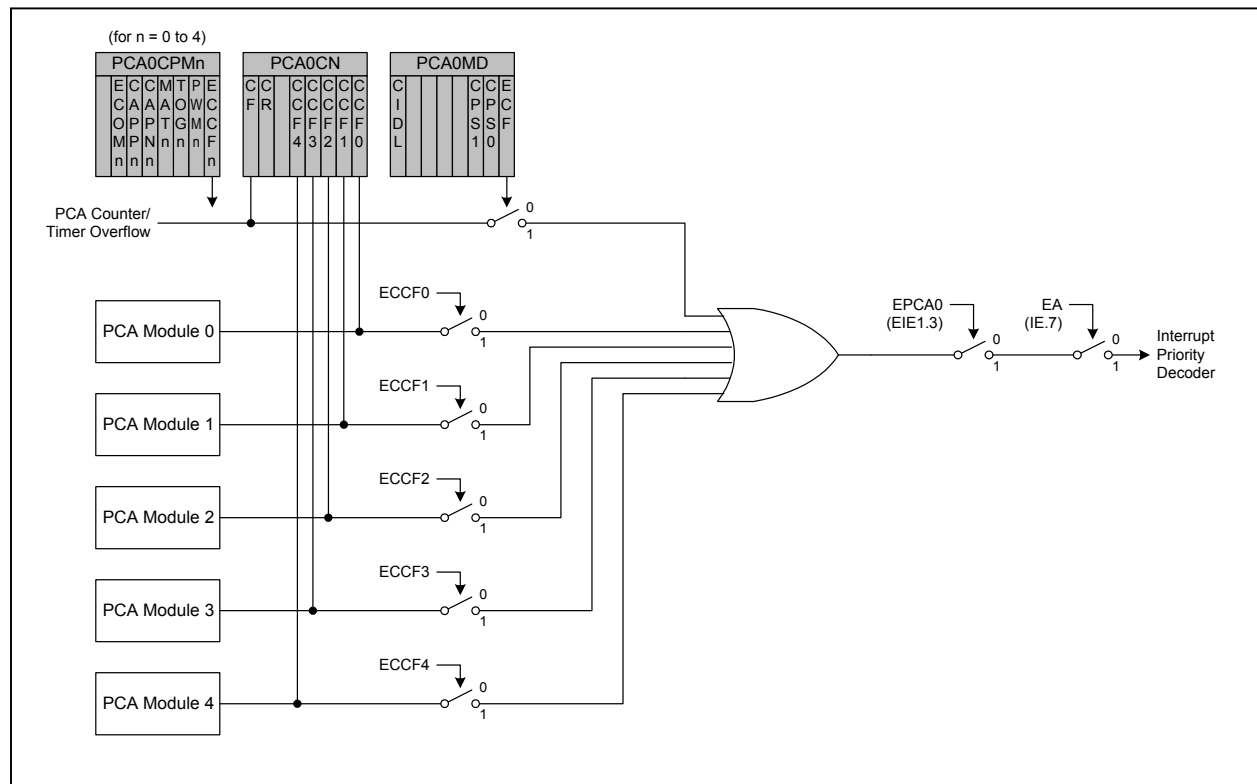 (for n = 0 to 4)
PCA0CPMn
ECOMn
CAPPn
CAPNn
MATn
TOGn
PWMn
ECCFn
PCA0CN
CF
CR
CCF4
CCF3
CCF2
CCF1
CCF0
PCA0MD
CIDL
CPS1
CPS0
ECF
PCA Counter/
Timer Overflow
0
1
PCA Module 0
ECCF0
0
1
PCA Module 1
ECCF1
0
1
PCA Module 2
ECCF2
0
1
PCA Module 3
ECCF3
0
1
PCA Module 4
ECCF4
0
1
EPCA0
(EIE1.3)
0
1
EA
(IE.7)
0
1
Interrupt
Priority
Decoder